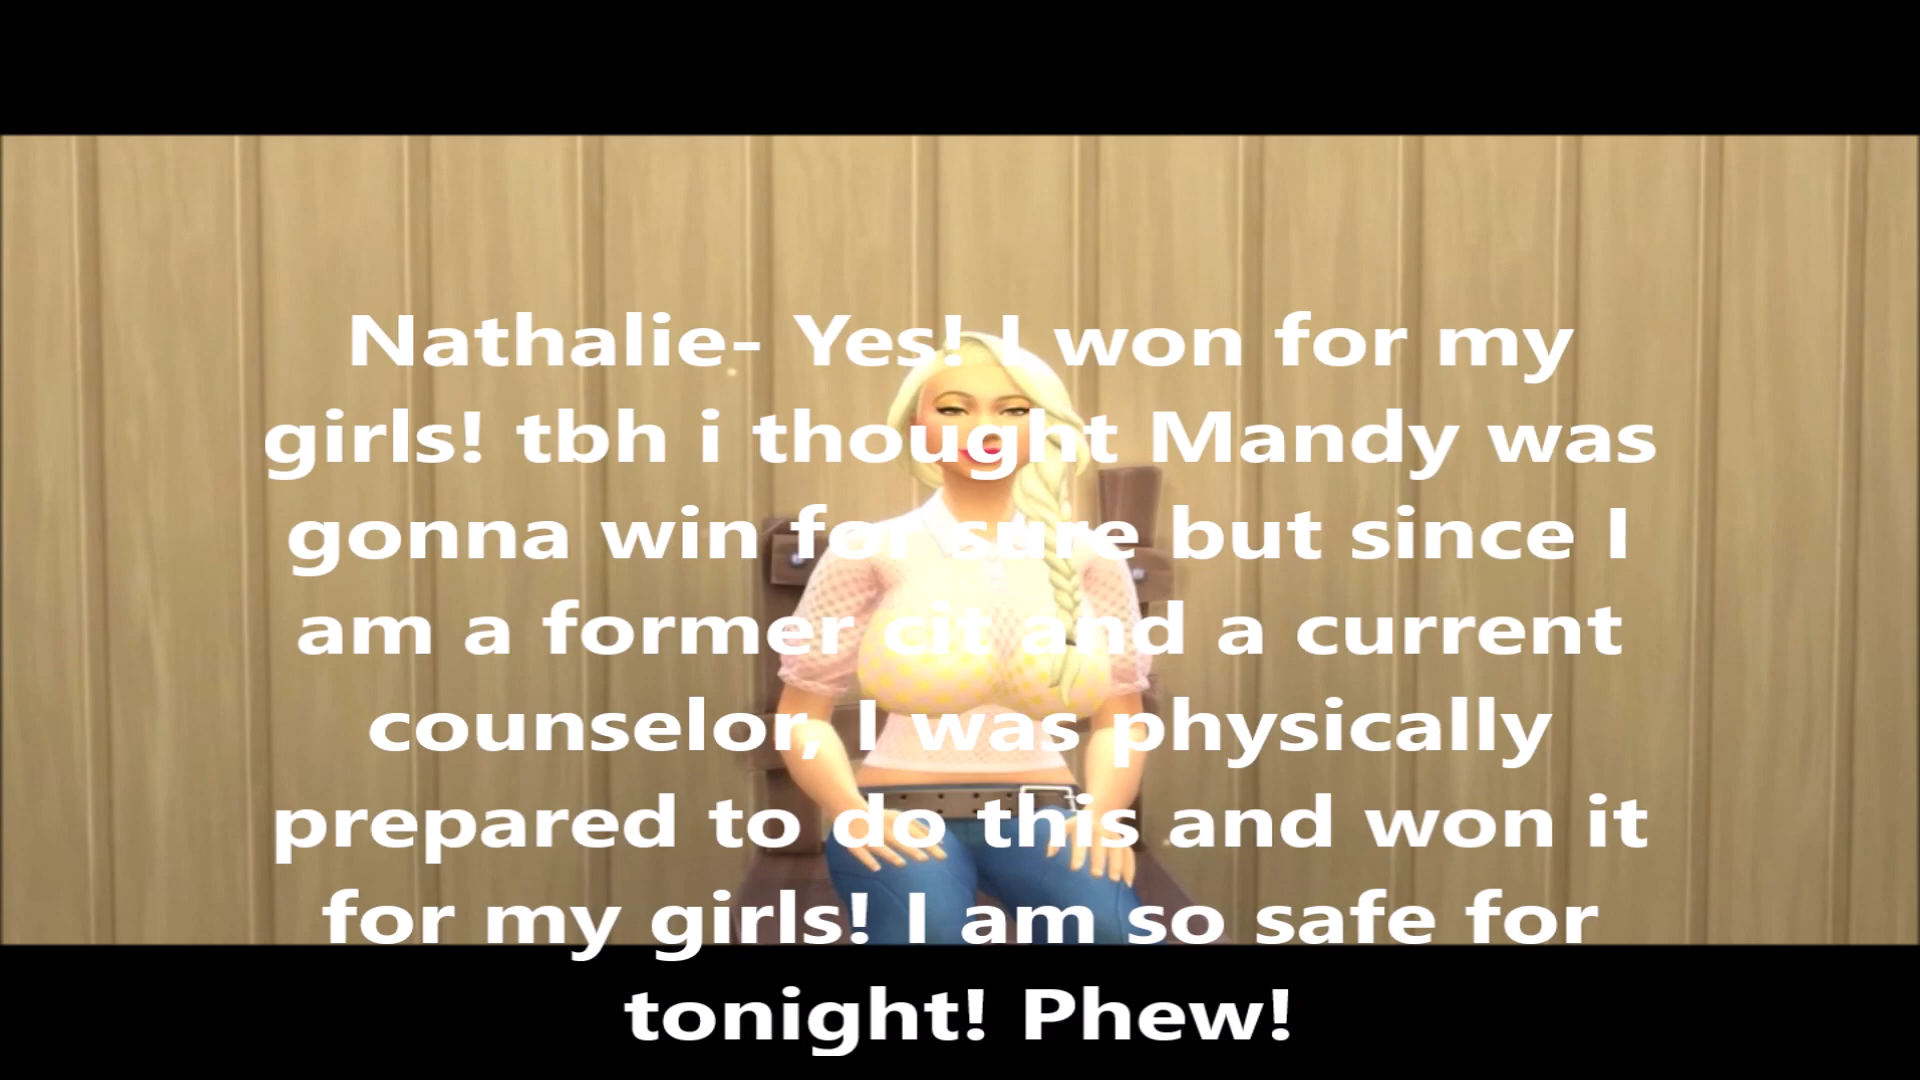 Nathalie- Yes! I won for my
girls! tbh i thought Mandy was
gonna win for sure but since I
am a former cit and a current
counselor, I was physically
prepared to do this and won it
for my girls! I am so safe for
tonight! Phew!